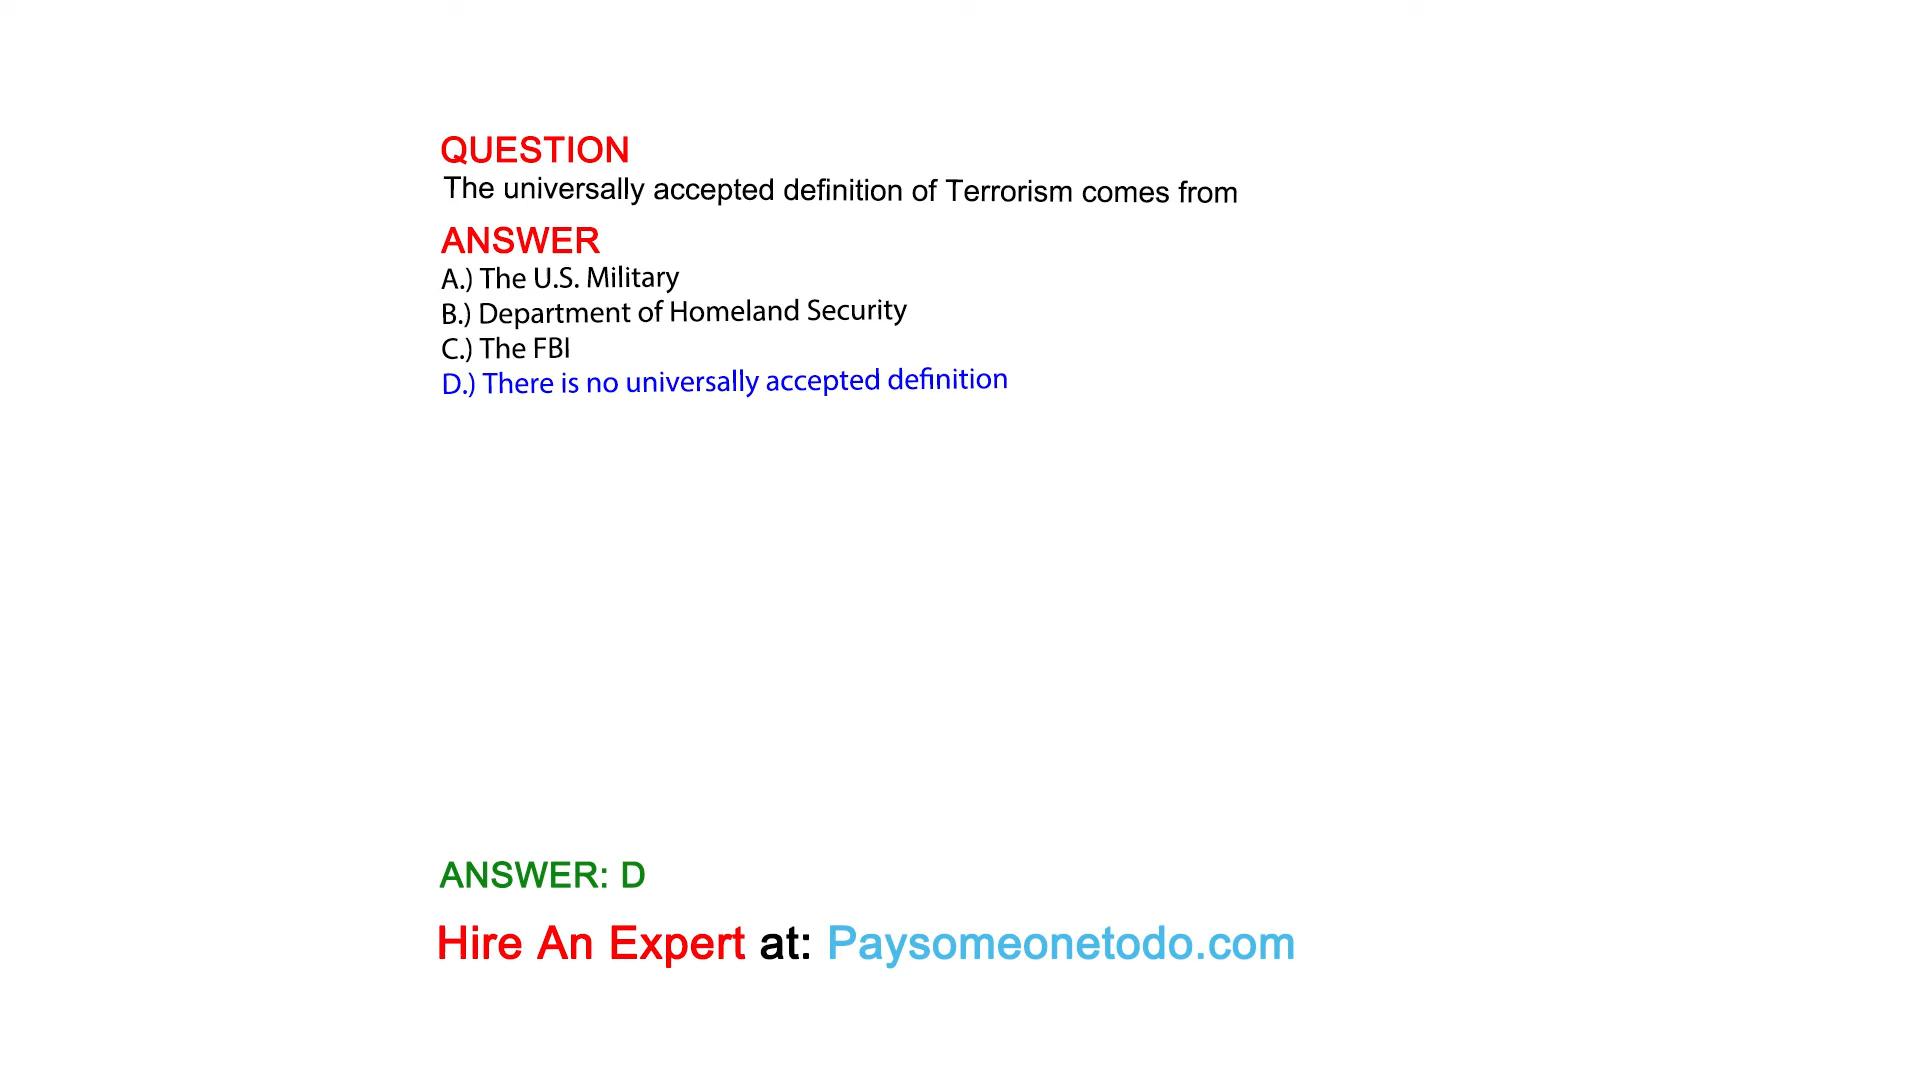 QUESTION
The universally accepted definition of Terrorism comes from
ANSWER
A.) The U.S. Military
B.) Department of Homeland Security
C.) The FBI
D.) There is no universally accepted definition
ANSWER: D
Hire An Expert at: Paysomeonetodo.com